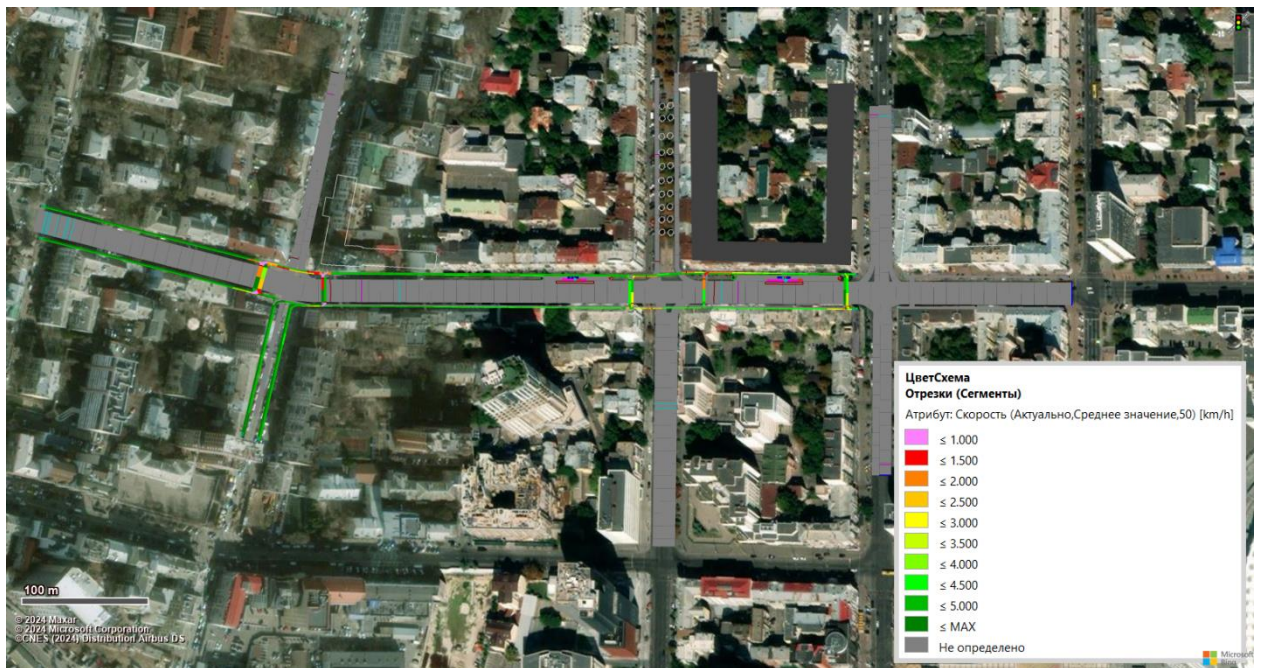 ЦветСхема
Отрезки (Сегменты)
Атрибут: Скорость (Актуально,Среднее значение,50) [km/h]
≤ 1.000
≤ 1.500
≤ 2.000
≤ 2.500
≤ 3.000
≤ 3.500
≤ 4.000
≤ 4.500
≤ 5.000
≤ MAX
Не определено
100 m
© 2024 Maxar
© 2024 Microsoft Corporation
©CNES (2024) Distribution Airbus DS
Microsoft
Bing